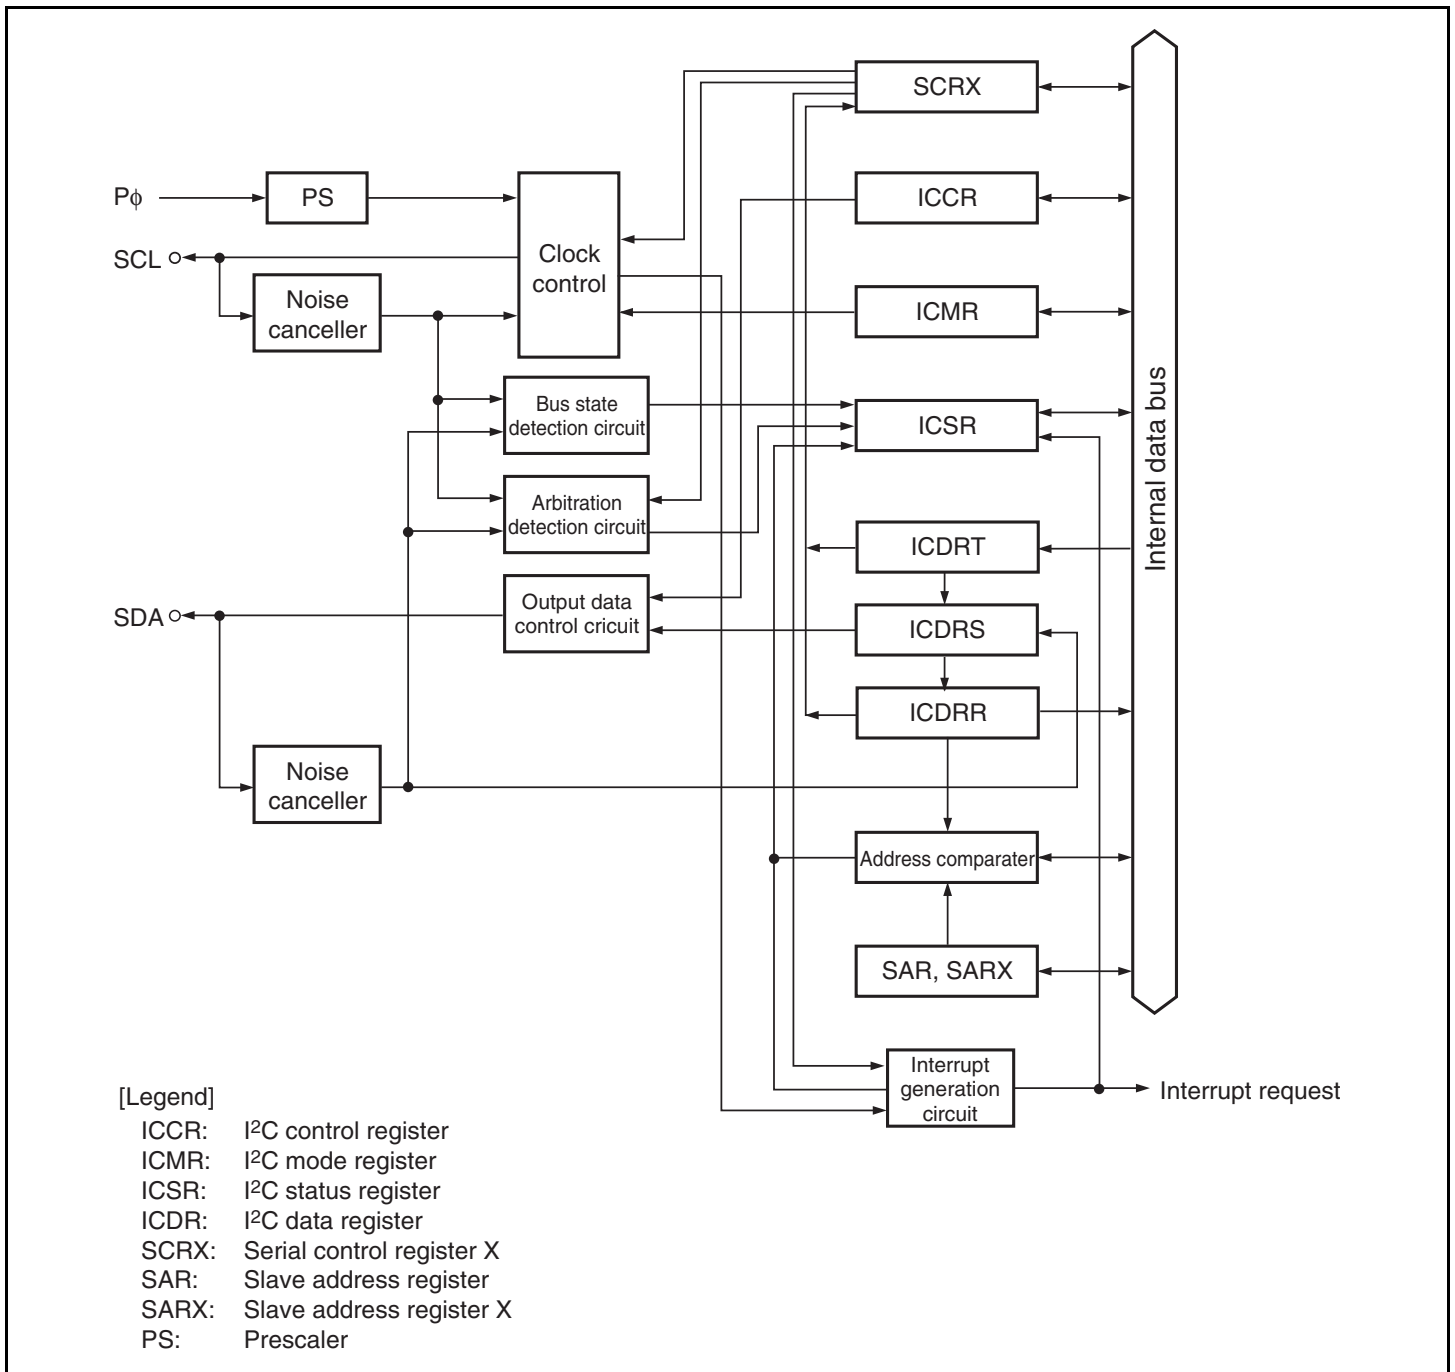 SCRX
Pϕ
PS
ICCR
SCL
Clock
control
Noise
canceller
ICMR
Bus state
detection circuit
ICSR
Internal data bus
Arbitration
detection circuit
ICDRT
SDA
Output data
control cricuit
ICDRS
ICDRR
Noise
canceller
Address comparater
SAR, SARX
Interrupt
generation
circuit
Interrupt request
[Legend]
ICCR: I²C control register
ICMR: I²C mode register
ICSR: I²C status register
ICDR: I²C data register
SCRX: Serial control register X
SAR: Slave address register
SARX: Slave address register X
PS: Prescaler